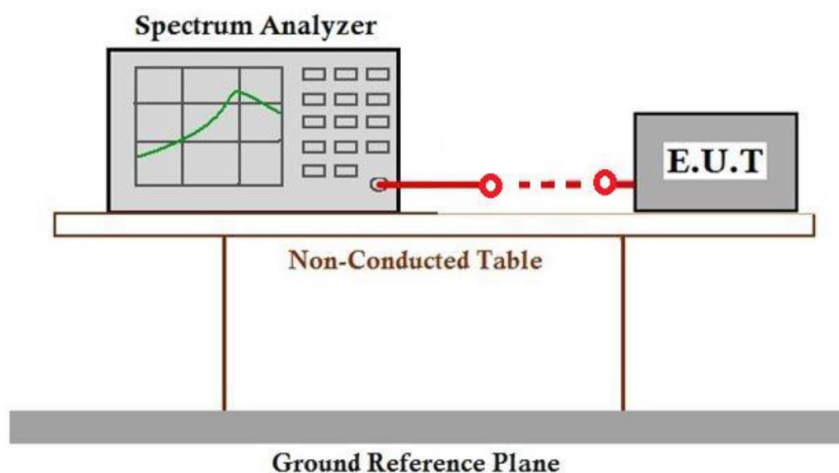 Spectrum Analyzer
E.U.T
Non-Conducted Table
Ground Reference Plane